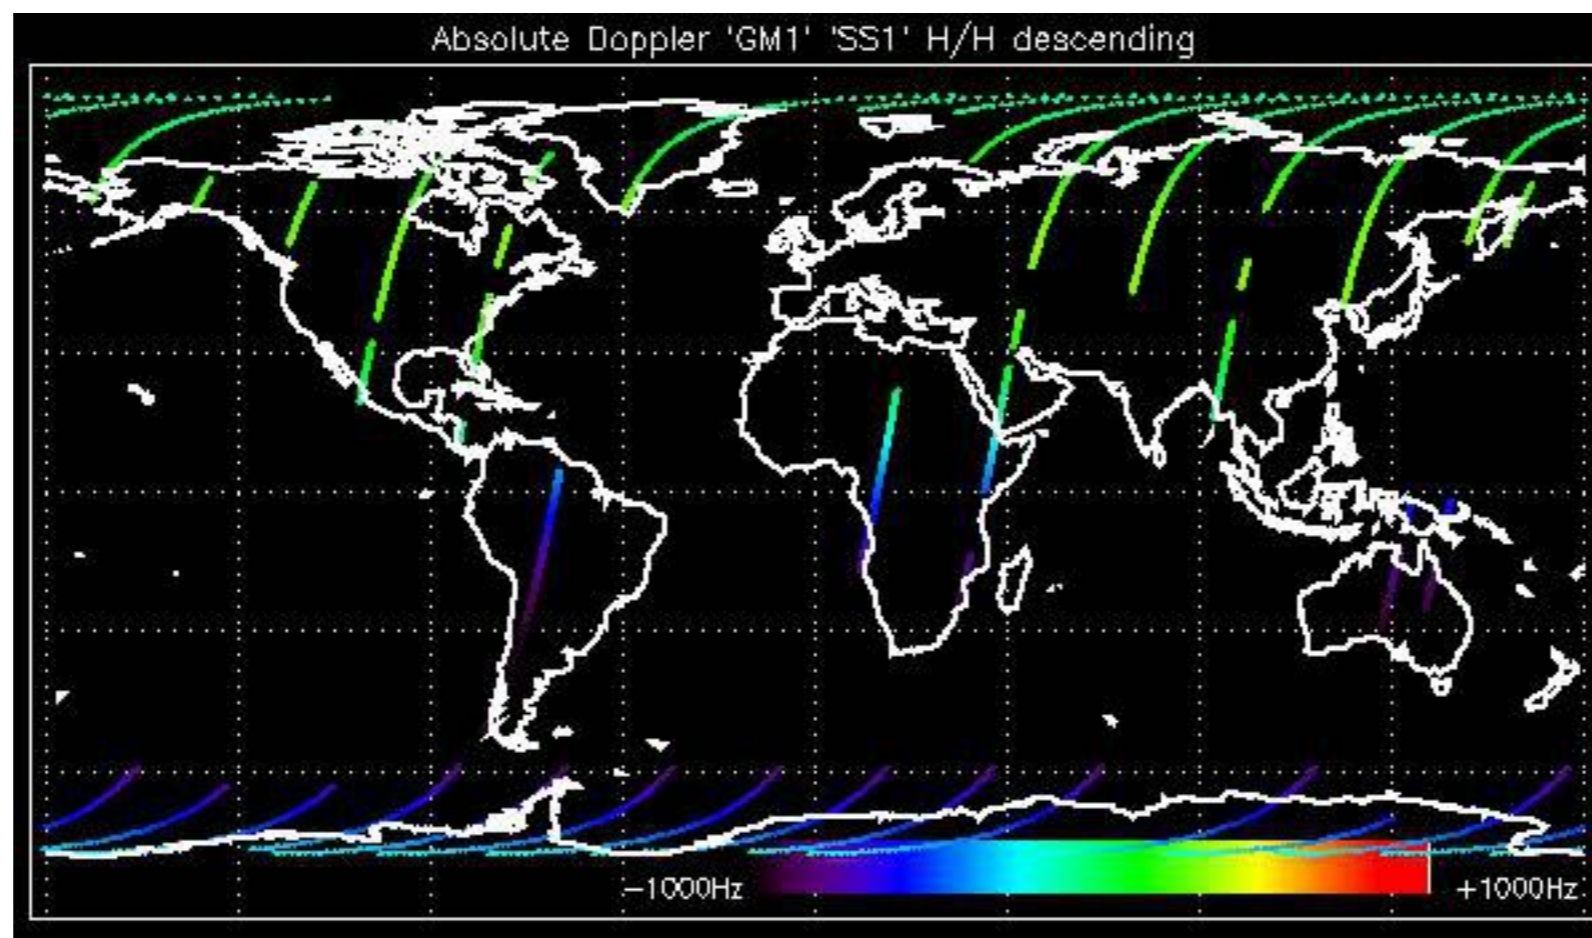 Absolute Doppler 'GM1' 'SS1' H/H descending
-1000Hz
+1000Hz